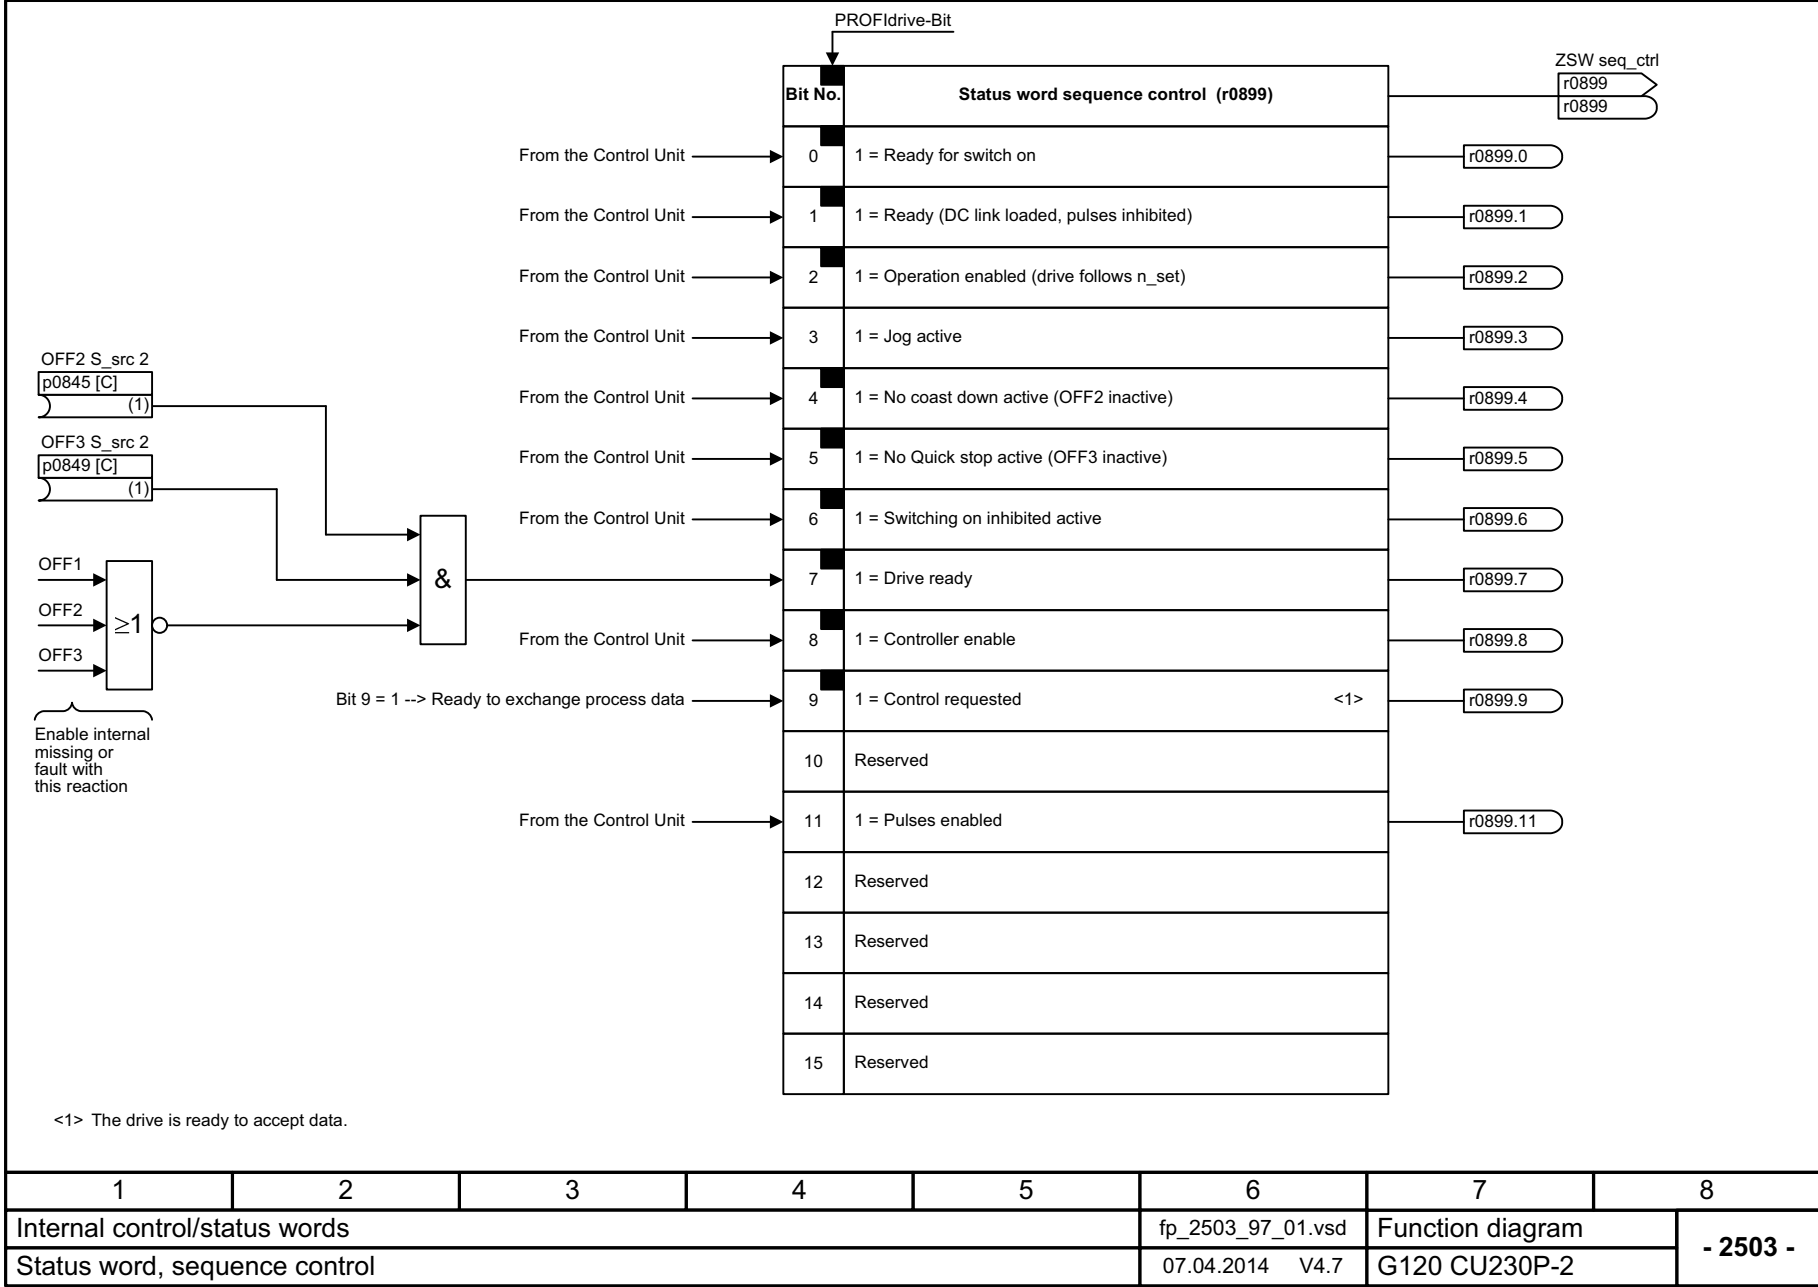 PROFIdrive-Bit
ZSW seq_ctrl
r0899
r0899
Bit No. Status word sequence control (r0899)
From the Control Unit 0 1 = Ready for switch on r0899.0
From the Control Unit 1 1 = Ready (DC link loaded, pulses inhibited) r0899.1
From the Control Unit 2 1 = Operation enabled (drive follows n_set) r0899.2
From the Control Unit 3 1 = Jog active r0899.3
OFF2 S_src 2
p0845 [C]
(1)
From the Control Unit 4 1 = No coast down active (OFF2 inactive) r0899.4
OFF3 S_src 2
p0849 [C]
(1)
From the Control Unit 5 1 = No Quick stop active (OFF3 inactive) r0899.5
From the Control Unit 6 1 = Switching on inhibited active r0899.6
OFF1
OFF2
OFF3
≥1
&
7 1 = Drive ready r0899.7
From the Control Unit 8 1 = Controller enable r0899.8
Bit 9 = 1 --> Ready to exchange process data 9 1 = Control requested <1> r0899.9
Enable internal
missing or
fault with
this reaction
10 Reserved
From the Control Unit 11 1 = Pulses enabled r0899.11
12 Reserved
13 Reserved
14 Reserved
15 Reserved
<1> The drive is ready to accept data.
1 2 3 4 5 6 7 8
Internal control/status words fp_2503_97_01.vsd Function diagram
- 2503 -
Status word, sequence control 07.04.2014 V4.7 G120 CU230P-2